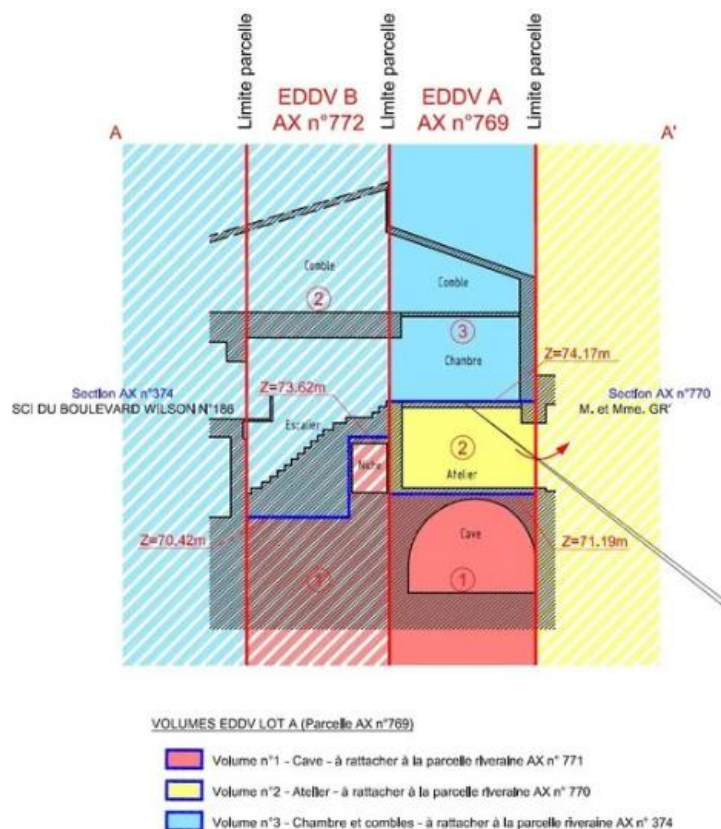 Limite parcelle
EDDV B
AX n°772
Limite parcelle
EDDV A
AX n°769
Limite parcelle
A
A'
Comble
2
Comble
3
Chambre
Z=74.17m
Section AX n°374
SCI DU BOULEVARD WILSON N°186
Z=73.62m
Section AX n°770
M. et Mme. GR'
Escalier
Niche
2
Atelier
Z=70.42m
Cave
Z=71.19m
1
1
VOLUMES EDDV LOT A (Parcelle AX n°769)
Volume n°1 - Cave - à rattacher à la parcelle riveraine AX n° 771
Volume n°2 - Atelier - à rattacher à la parcelle riveraine AX n° 770
Volume n°3 - Chambre et combles - à rattacher à la parcelle riveraine AX n° 374